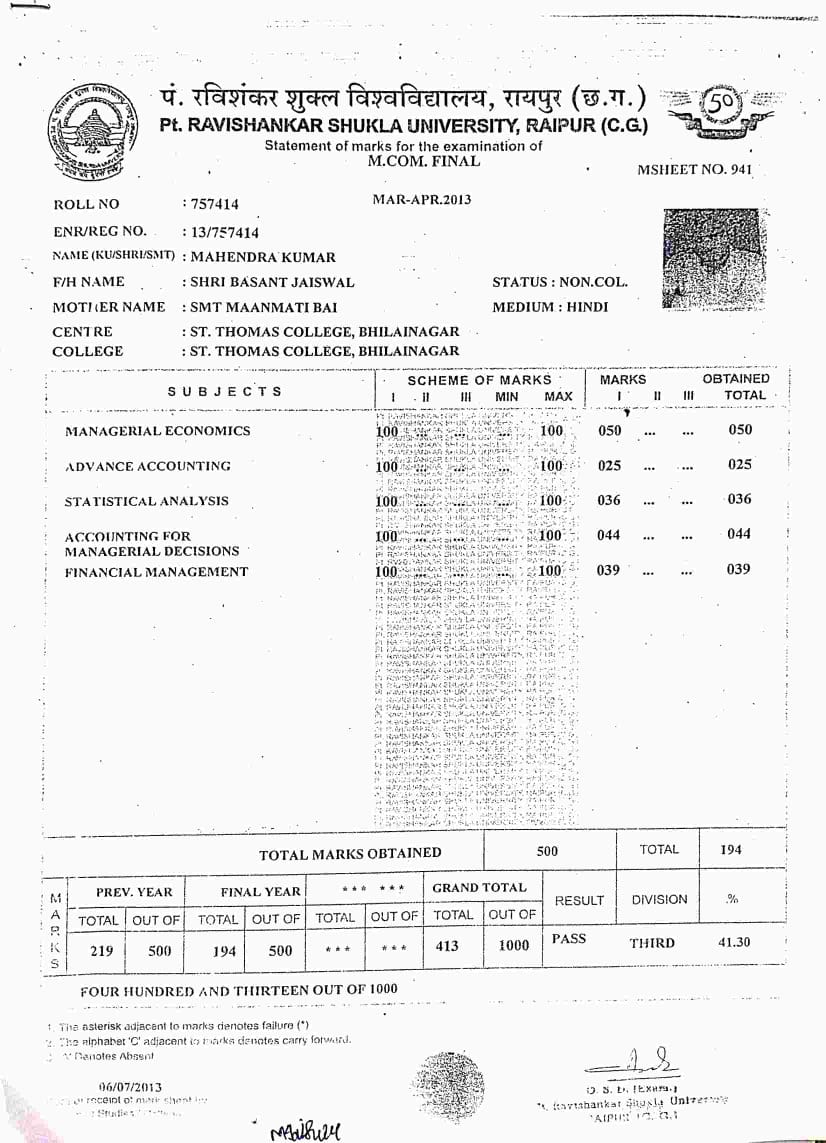 पं. रविशंकर शुक्ल विश्वविद्यालय, रायपुर (छ.ग.)
50
Pt. RAVISHANKAR SHUKLA UNIVERSITY, RAIPUR (C.G.)
Statement of marks for the examination of
M.COM. FINAL
MSHEET NO. 941
ROLL NO : 757414 MAR-APR.2013
ENR/REG NO. : 13/757414
NAME (KU/SHRI/SMT) : MAHENDRA KUMAR
F/H NAME : SHRI BASANT JAISWAL STATUS : NON.COL.
MOTHER NAME : SMT MAANMATI BAI MEDIUM : HINDI
CENTRE : ST. THOMAS COLLEGE, BHILAINAGAR
COLLEGE : ST. THOMAS COLLEGE, BHILAINAGAR
SUBJECTS SCHEME OF MARKS MARKS OBTAINED
I II III MIN MAX I II III TOTAL
MANAGERIAL ECONOMICS 100 ... ... ... 100 050 ... ... 050
ADVANCE ACCOUNTING 100 ... ... ... 100 025 ... ... 025
STATISTICAL ANALYSIS 100 ... ... ... 100 036 ... ... 036
ACCOUNTING FOR 100 ... ... ... 100 044 ... ... 044
MANAGERIAL DECISIONS
FINANCIAL MANAGEMENT 100 ... ... ... 100 039 ... ... 039
TOTAL MARKS OBTAINED 500 TOTAL 194
MARKS
PREV. YEAR FINAL YEAR *** *** GRAND TOTAL RESULT DIVISION %
TOTAL OUT OF TOTAL OUT OF TOTAL OUT OF TOTAL OUT OF
219 500 194 500 *** *** 413 1000 PASS THIRD 41.30
FOUR HUNDRED AND THIRTEEN OUT OF 1000
1. The asterisk adjacent to marks denotes failure (*)
2. The alphabet 'C' adjacent to marks denotes carry forward.
Denotes Absent
06/07/2013
receipt of mark sheet by
Studies
O. S. D. [Exam.]
Pt. Ravishankar Shukla University
RAIPUR (C. G.)